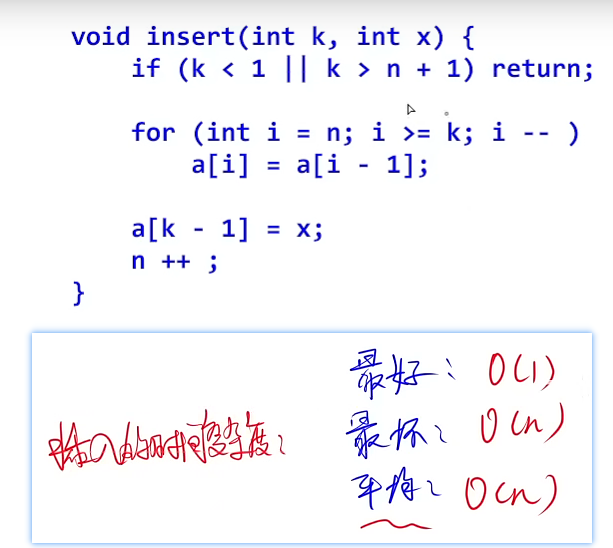 void insert(int k, int x) {
if (k < 1 || k > n + 1) return;
for (int i = n; i >= k; i -- )
a[i] = a[i - 1];
a[k - 1] = x;
n ++ ;
}
插入的时间复杂度:
最好: O(1)
最坏: O(n)
平均: O(n)